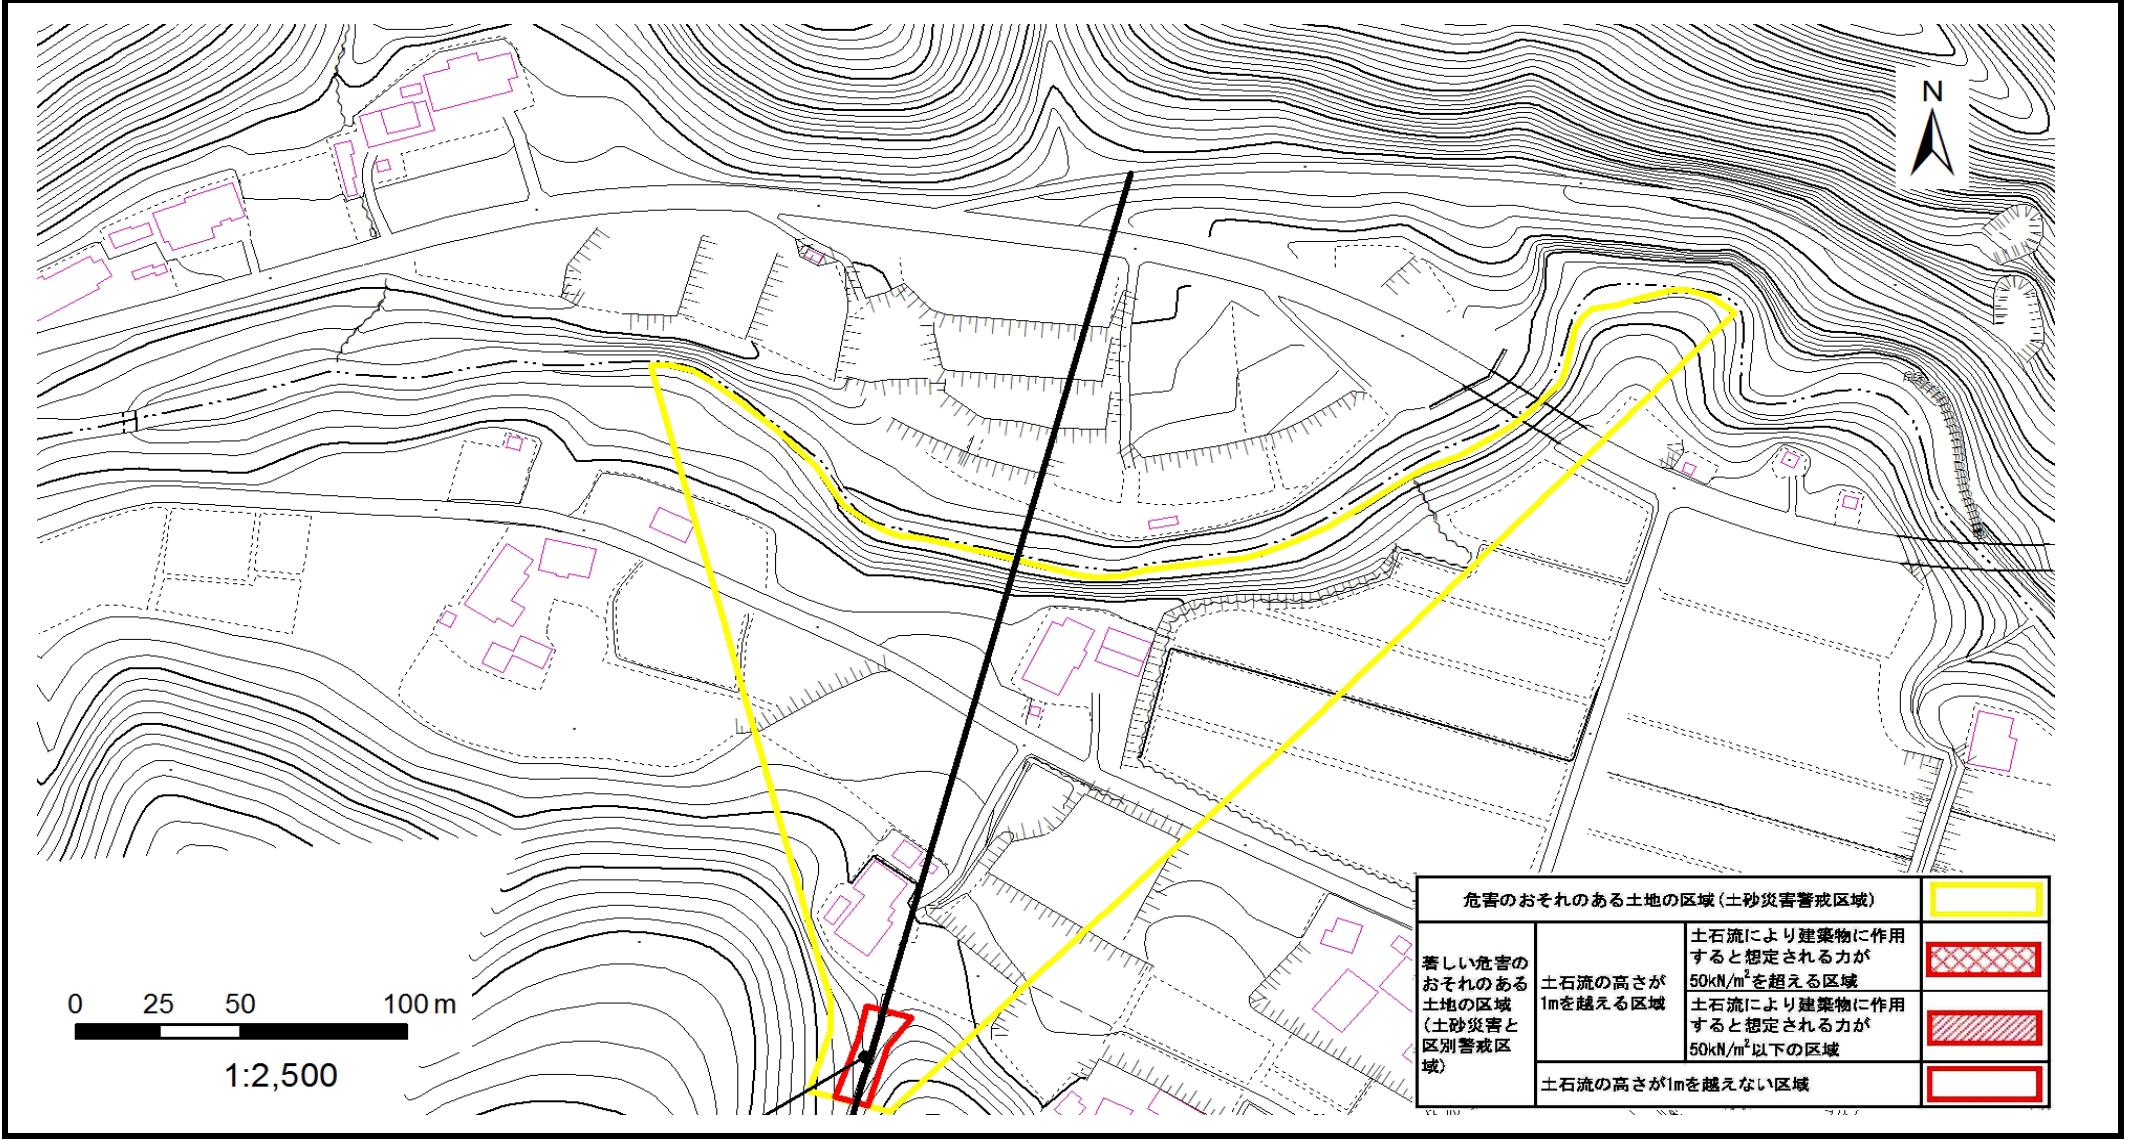 N
危害のおそれのある土地の区域(土砂災害警戒区域)
著しい危害の
おそれのある
土地の区域
(土砂災害と
区別警戒区
域)
土石流の高さが
1mを越える区域
土石流により建築物に作用
すると想定される力が
50kN/m²を超える区域
土石流により建築物に作用
すると想定される力が
50kN/m²以下の区域
土石流の高さが1mを越えない区域
0 25 50 100 m
1:2,500